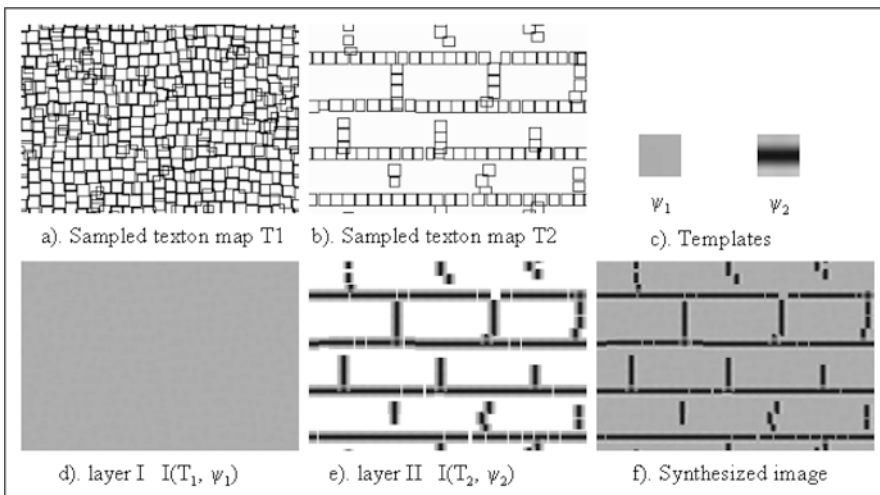 ψ₁
ψ₂
a). Sampled texton map T1
b). Sampled texton map T2
c). Templates
d). layer I I(T₁, ψ₁)
e). layer II I(T₂, ψ₂)
f). Synthesized image